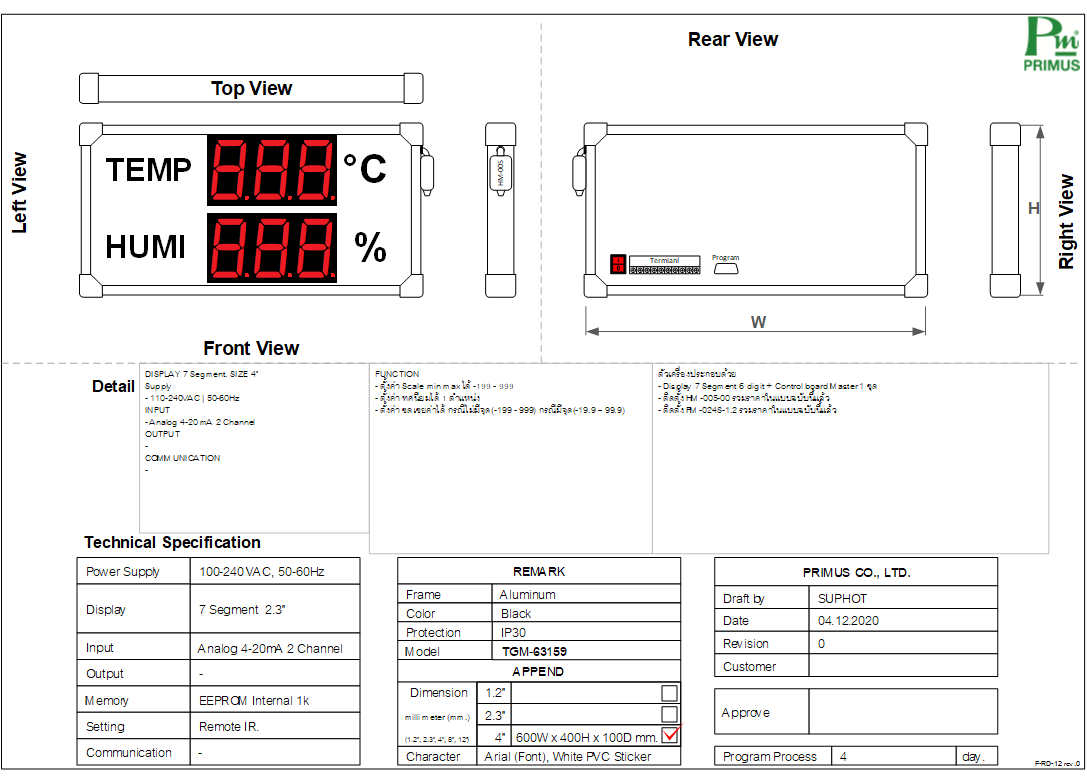 Rear View
Pm
PRIMUS
Top View
Left View
TEMP 8.8.8. °C
HUMI 8.8.8. %
HM-005
Terminal
Program
H
W
Right View
Front View
Detail
DISPLAY 7 Segment. SIZE 4"
Supply
- 110-240VAC | 50-60Hz
INPUT
- Analog 4-20 mA 2 Channel
OUTPUT
-
COMMUNICATION
-
FUNCTION
- ตั้งค่า Scale min max ได้ -199 - 999
- ตั้งค่า ทศนิยมได้ 1 ตำแหน่ง
- ตั้งค่า ชดเชยค่าได้ กรณีไม่มีจุด (-199 - 999) กรณีมีจุด (-19.9 – 99.9)
ตัวเครื่องประกอบด้วย
- Display 7 Segment 6 digit + Control board Master 1 ชุด
- ติดตั้ง HM -005-00 รวมราคาในแบบฉบับนี้แล้ว
- ติดตั้ง PM -024S-1.2 รวมราคาในแบบฉบับนี้แล้ว
Technical Specification
Power Supply 100-240VAC, 50-60Hz
Display 7 Segment 2.3"
Input Analog 4-20mA 2 Channel
Output -
Memory EEPROM Internal 1k
Setting Remote IR.
Communication -
REMARK
Frame Aluminum
Color Black
Protection IP30
Model TGM-63159
APPEND
Dimension 1.2"
millimeter (mm.) 2.3"
(1.2", 2.3", 4", 8", 12") 4" 600W x 400H x 100D mm.
Character Arial (Font), White PVC Sticker
PRIMUS CO., LTD.
Draft by SUPHOT
Date 04.12.2020
Revision 0
Customer
Approve
Program Process 4 day.
F-RD-12 rev.0